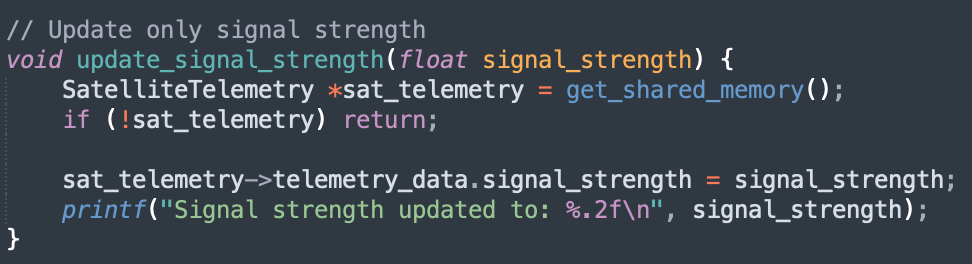 // Update only signal strength
void update_signal_strength(float signal_strength) {
    SatelliteTelemetry *sat_telemetry = get_shared_memory();
    if (!sat_telemetry) return;

    sat_telemetry->telemetry_data.signal_strength = signal_strength;
    printf("Signal strength updated to: %.2f\n", signal_strength);
}